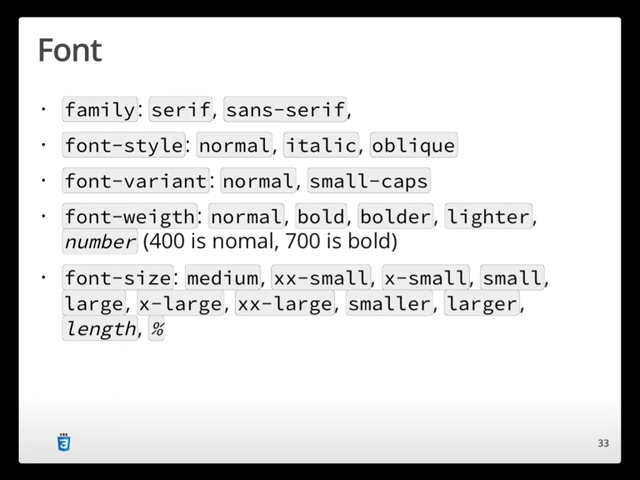 Font
· family: serif, sans-serif,
· font-style: normal, italic, oblique
· font-variant: normal, small-caps
· font-weigth: normal, bold, bolder, lighter,
number (400 is nomal, 700 is bold)
· font-size: medium, xx-small, x-small, small,
large, x-large, xx-large, smaller, larger,
length, %
33